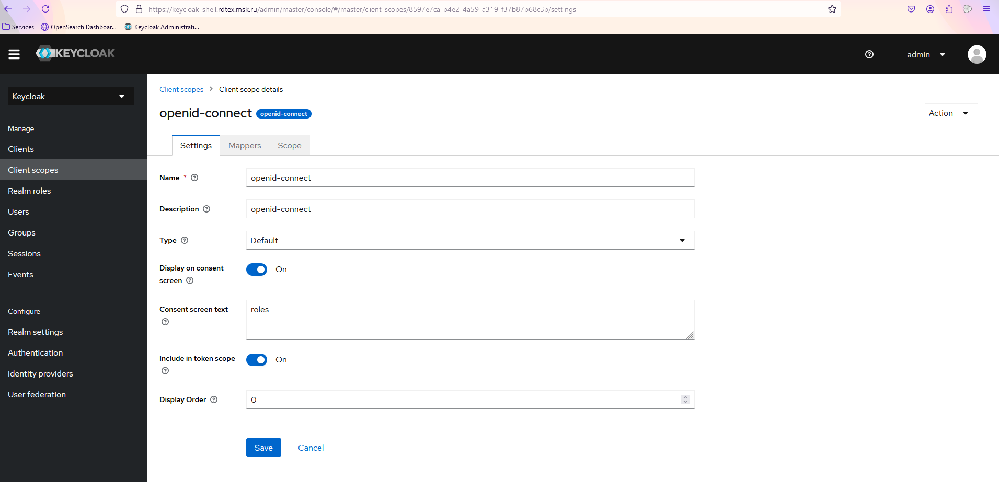 https://keycloak-shell.rdtex.msk.ru/admin/master/console/#/master/client-scopes/8597e7ca-b4e2-4a59-a319-f37b87b68c3b/settings
Services OpenSearch Dashboar... Keycloak Administrati...
KEYCLOAK
admin
Keycloak
Manage
Clients
Client scopes
Realm roles
Users
Groups
Sessions
Events
Configure
Realm settings
Authentication
Identity providers
User federation
Client scopes > Client scope details
openid-connect openid-connect
Action
Settings Mappers Scope
Name * openid-connect
Description openid-connect
Type Default
Display on consent
screen On
Consent screen text roles
Include in token scope On
Display Order 0
Save Cancel